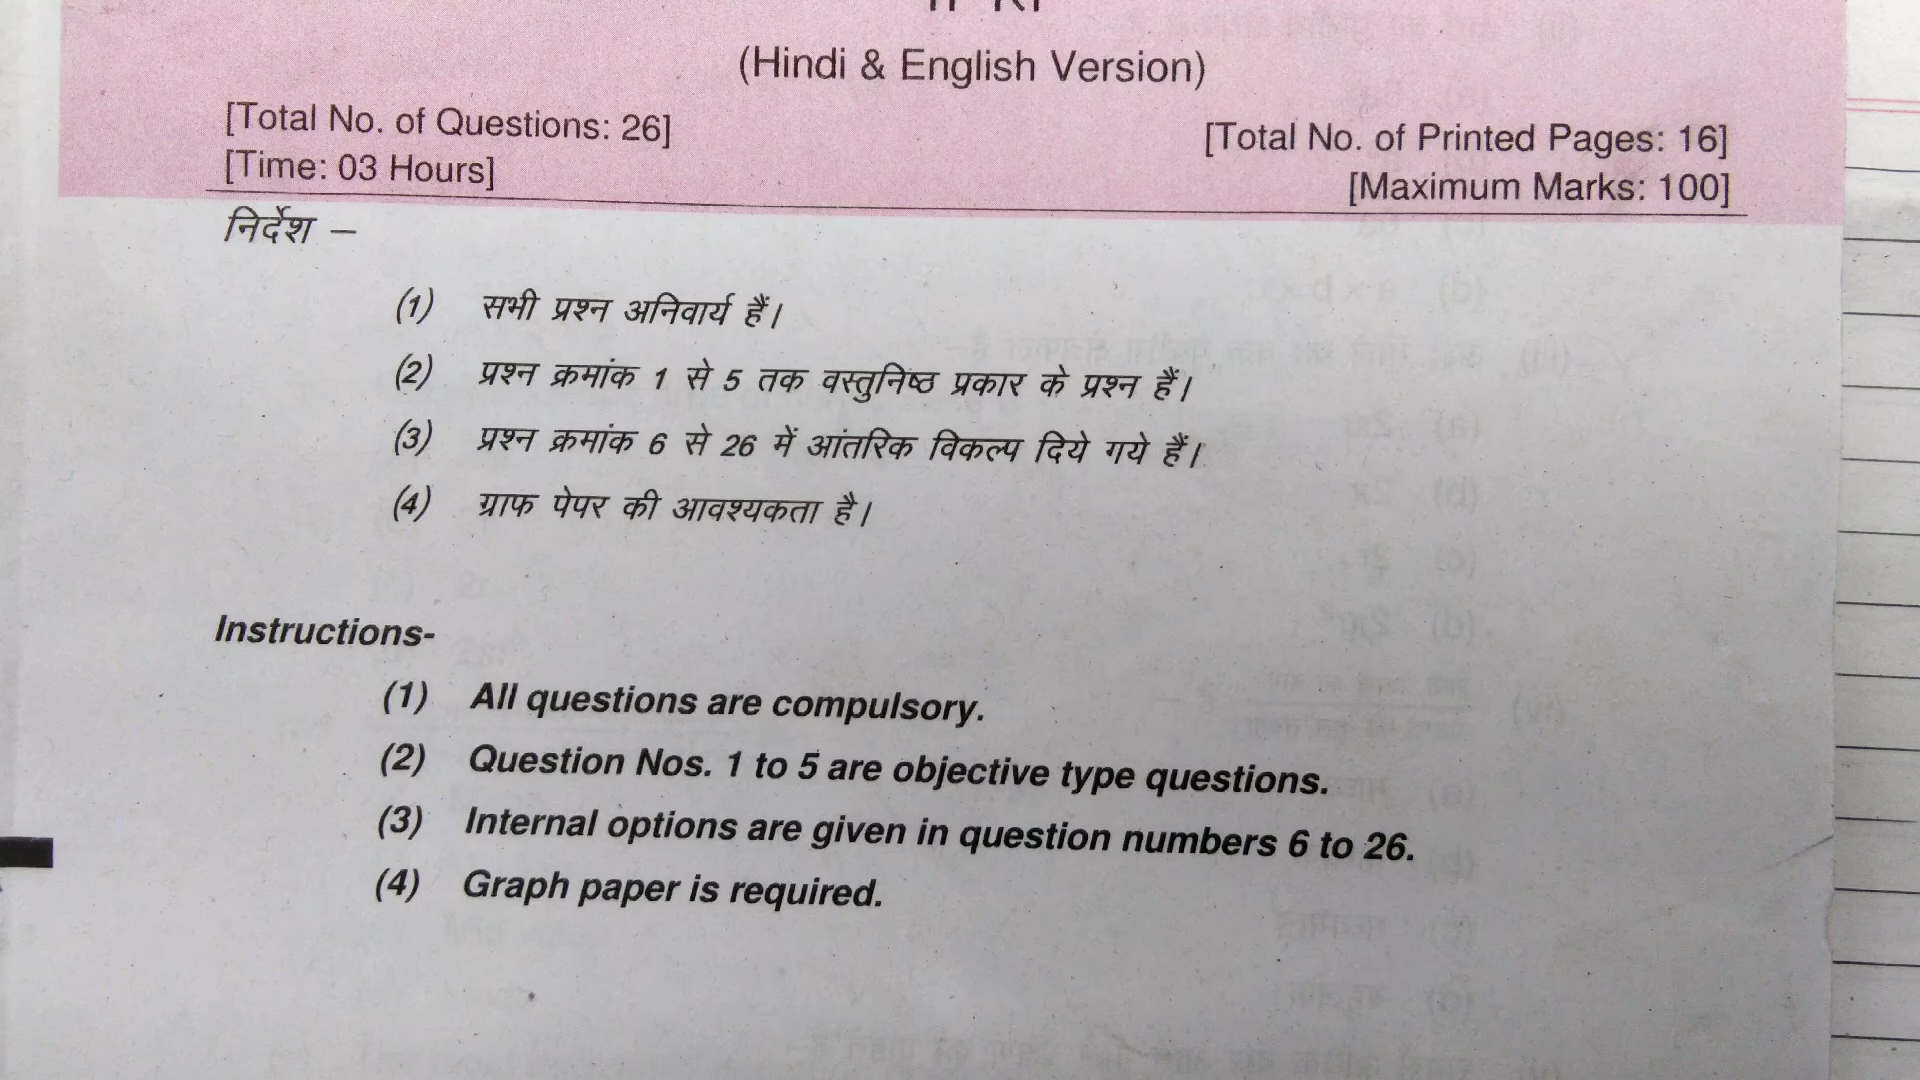 (Hindi & English Version)
[Total No. of Questions: 26]
[Total No. of Printed Pages: 16]
[Time: 03 Hours]
[Maximum Marks: 100]
निर्देश –
(1) सभी प्रश्न अनिवार्य हैं।
(2) प्रश्न क्रमांक 1 से 5 तक वस्तुनिष्ठ प्रकार के प्रश्न हैं।
(3) प्रश्न क्रमांक 6 से 26 में आंतरिक विकल्प दिये गये हैं।
(4) ग्राफ पेपर की आवश्यकता है।
Instructions-
(1) All questions are compulsory.
(2) Question Nos. 1 to 5 are objective type questions.
(3) Internal options are given in question numbers 6 to 26.
(4) Graph paper is required.